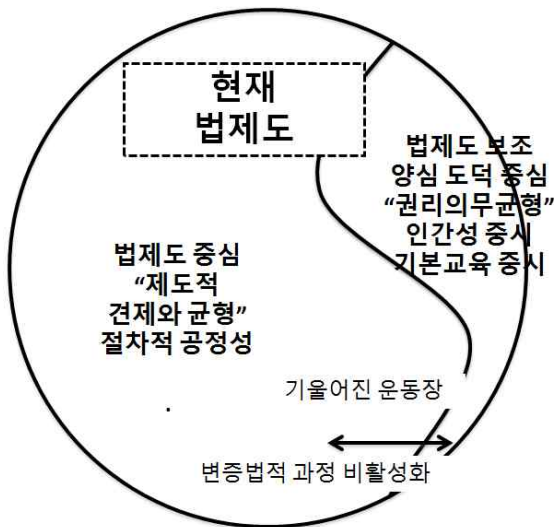 현재
법제도
법제도 보조
양심 도덕 중심
“권리의무균형”
인간성 중시
기본교육 중시
법제도 중심
“제도적
견제와 균형”
절차적 공정성
기울어진 운동장
변증법적 과정 비활성화